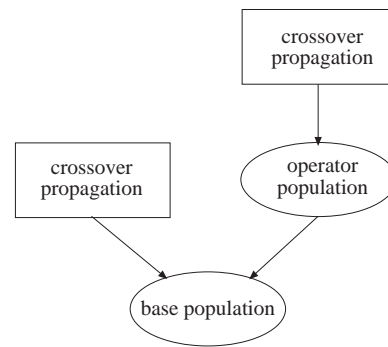 crossover
propagation
crossover
propagation
operator
population
base population